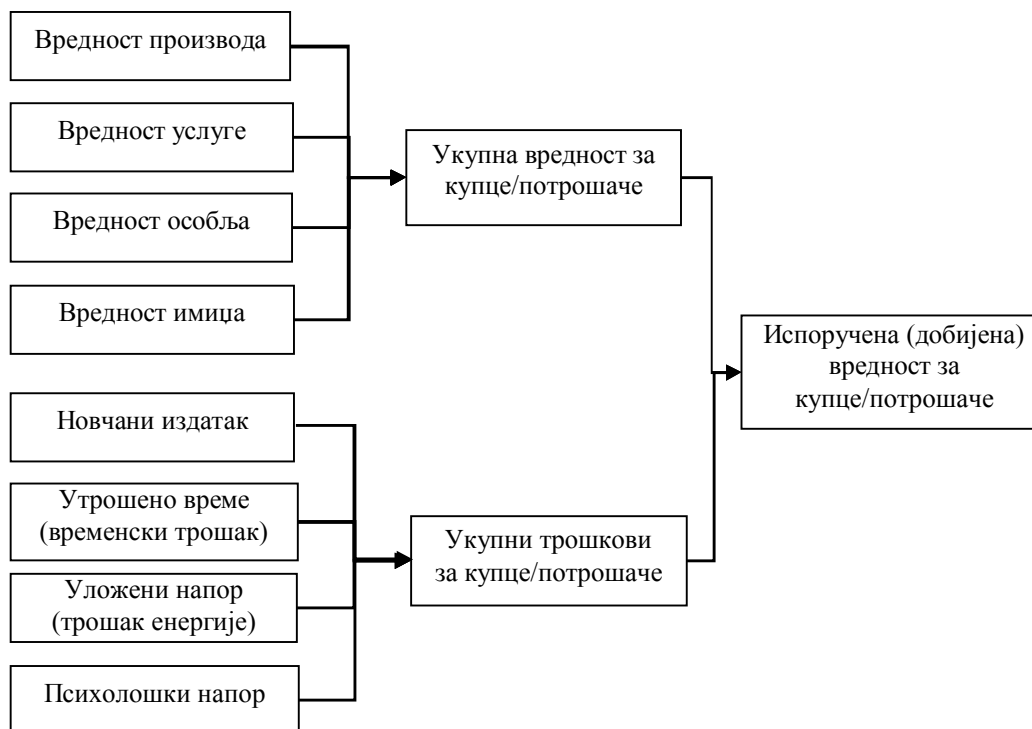 Вредност производа
Вредност услуге
Вредност особља
Вредност имиџа
Укупна вредност за
купце/потрошаче
Новчани издатак
Утрошено време
(временски трошак)
Уложени напор
(трошак енергије)
Психолошки напор
Укупни трошкови
за купце/потрошаче
Испоручена (добијена)
вредност за
купце/потрошаче